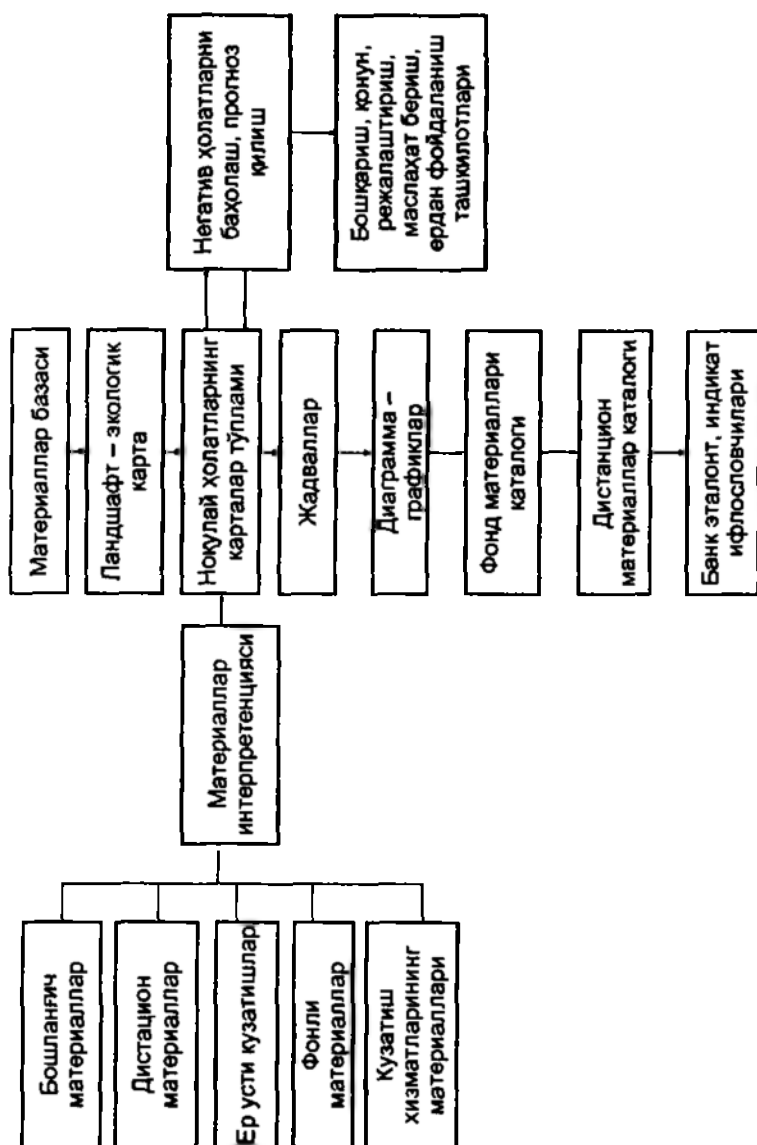 Бошланғич
материаллар
Дистацион
материаллар
Ер усти кузатишлар
Фонли
материаллар
Кузатиш
хизматларининг
материаллари
Материаллар
интерпретенцияси
Материаллар базаси
Ландшафт – экологик
карта
Нокулай ҳолатларнинг
карталар тўплами
Жадваллар
Диаграмма –
графиклар
Фонд материаллари
каталоги
Дистанцион
материаллар каталоги
Банк эталонт, индикат
ифлословчилари
Негатив ҳолатларни
баҳолаш, прогноз
қилиш
Бошқариш, қонун,
режалаштириш,
маслаҳат бериш,
ердан фойдаланиш
ташкилотлари